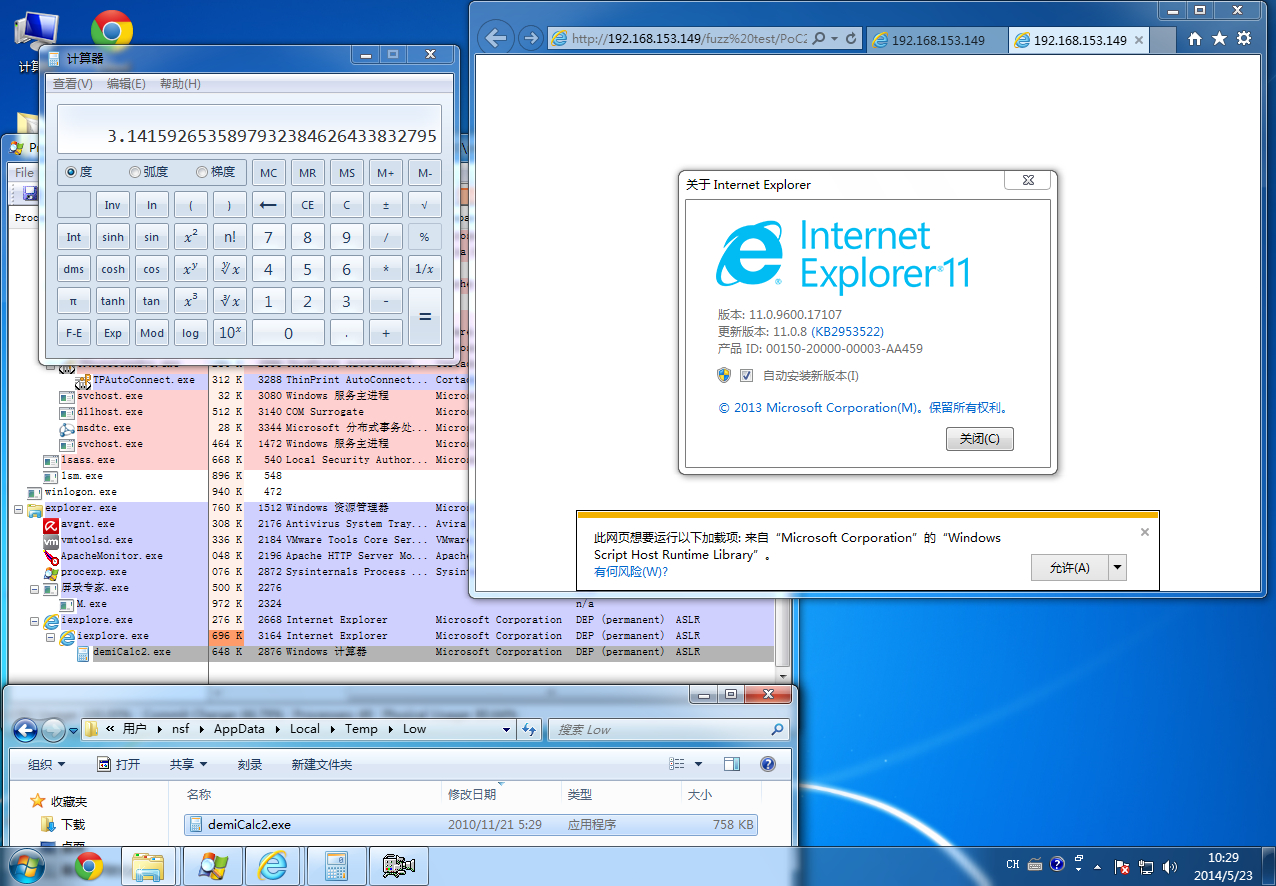 计算器
查看(V) 编辑(E) 帮助(H)
3.1415926535897932384626433832795
度 弧度 梯度 MC MR MS M+ M-
Inv ln ( ) ← CE C ± √
Int sinh sin x² n! 7 8 9 / %
dms cosh cos xʸ ʸ√x 4 5 6 * 1/x
π tanh tan x³ ³√x 1 2 3 - =
F-E Exp Mod log 10ˣ 0 . +
File
http://192.168.153.149/fuzz%20test/PoC2
192.168.153.149
192.168.153.149
关于 Internet Explorer
Internet
Explorer®11
版本: 11.0.9600.17107
更新版本: 11.0.8 (KB2953522)
产品 ID: 00150-20000-00003-AA459
自动安装新版本(I)
© 2013 Microsoft Corporation(M)。保留所有权利。
关闭(C)
此网页想要运行以下加载项: 来自“Microsoft Corporation”的“Windows
Script Host Runtime Library”。
有何风险(W)?
允许(A)
TPAutoConnect.exe 312 K 3288 ThinPrint AutoConnect... Corta
svchost.exe 32 K 3080 Windows 服务主进程 Micro
dllhost.exe 512 K 3140 COM Surrogate Micro
msdtc.exe 28 K 3344 Microsoft 分布式事务处... Micro
svchost.exe 464 K 1472 Windows 服务主进程 Micro
lsass.exe 668 K 540 Local Security Author... Micro
lsm.exe 896 K 548
winlogon.exe 940 K 472
explorer.exe 760 K 1512 Windows 资源管理器 Micro
avgnt.exe 308 K 2176 Antivirus System Tray... Avira
vmtoolsd.exe 336 K 2184 VMware Tools Core Ser... VMwar
ApacheMonitor.exe 048 K 2196 Apache HTTP Server Mo... Apach
procexp.exe 076 K 2872 Sysinternals Process ... Sysin
屏录专家.exe 500 K 2276
M.exe 972 K 2324 n/a
iexplore.exe 276 K 2668 Internet Explorer Microsoft Corporation DEP (permanent) ASLR
iexplore.exe 696 K 3164 Internet Explorer Microsoft Corporation DEP (permanent) ASLR
demiCalc2.exe 648 K 2876 Windows 计算器 Microsoft Corporation DEP (permanent) ASLR
« 用户 nsf AppData Local Temp Low
搜索 Low
组织 打开 共享 刻录 新建文件夹
名称 修改日期 类型 大小
收藏夹
下载
demiCalc2.exe 2010/11/21 5:29 应用程序 758 KB
CH
10:29
2014/5/23